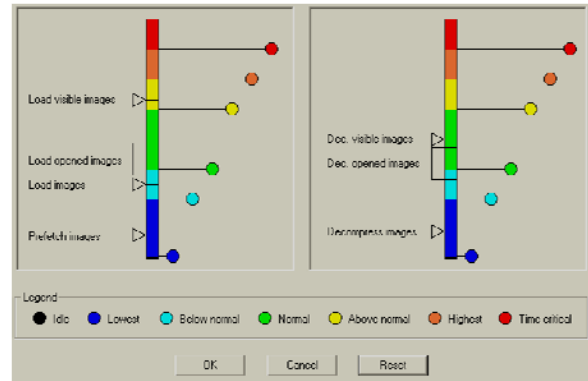 Load visible images
Load opened images
Load images
Prefetch images
Dec. visible images
Dec. opened images
Decompress images
Legend
Idle
Lowest
Below normal
Normal
Above normal
Highest
Time critical
OK
Cancel
Reset